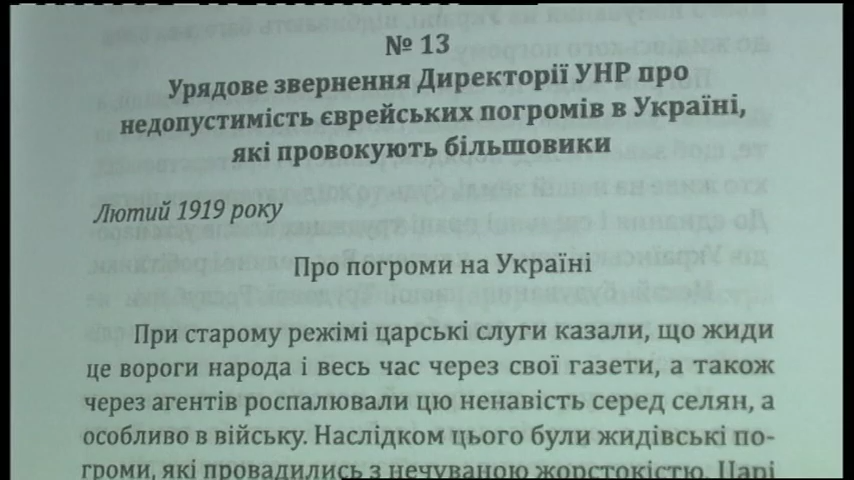 № 13
Урядове звернення Директорії УНР про
недопустимість єврейських погромів в Україні,
які провокують більшовики
Лютий 1919 року
Про погроми на Україні
При старому режимі царські слуги казали, що жиди
це вороги народа і весь час через свої газети, а також
через агентів роспалювали цю ненависть серед селян, а
особливо в війську. Наслідком цього були жидівські по-
громи, які провадились з нечуваною жорстокістю. Царі